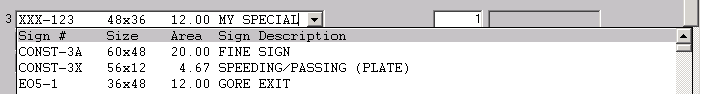 3 XXX-123 48x36 12.00 MY SPECIAL 1
Sign # Size Area Sign Description
CONST-3A 60x48 20.00 FINE SIGN
CONST-3X 56x12 4.67 SPEEDING/PASSING (PLATE)
EO5-1 36x48 12.00 GORE EXIT